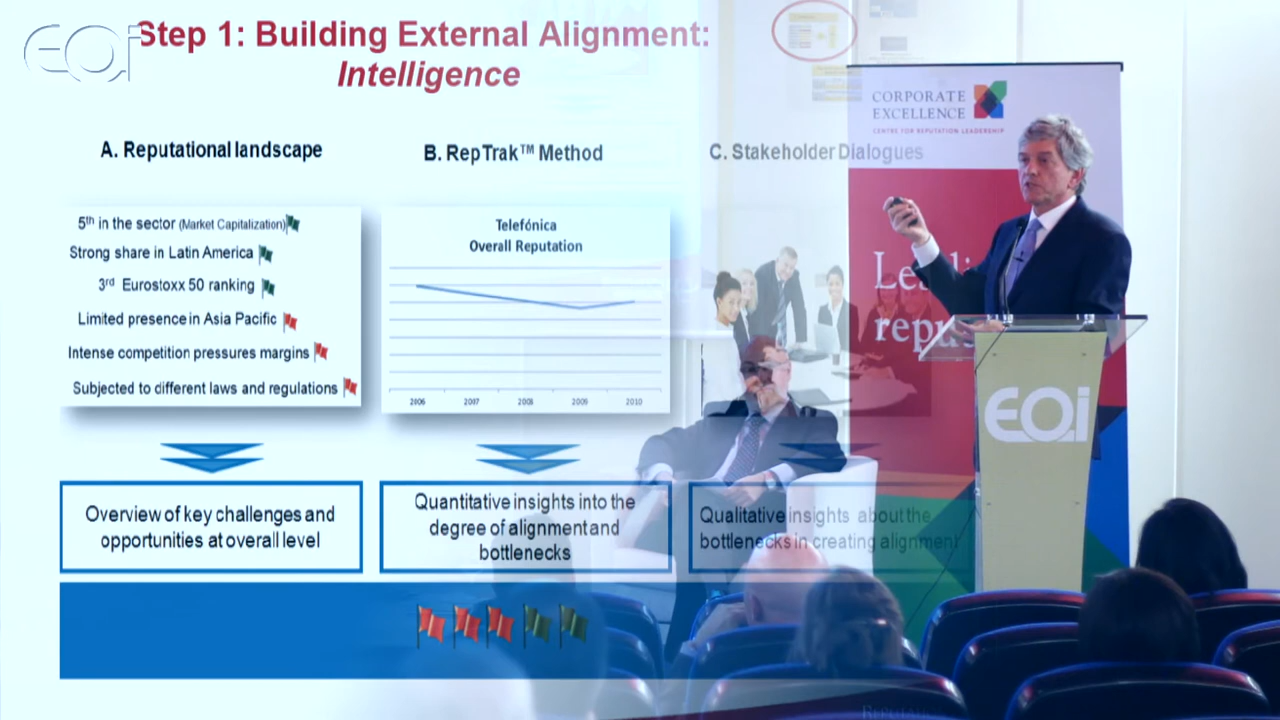 EOi
Step 1: Building External Alignment:
Intelligence
A. Reputational landscape
B. RepTrak™ Method
C. Stakeholder Dialogues
5th in the sector (Market Capitalization)
Strong share in Latin America
3rd Eurostoxx 50 ranking
Limited presence in Asia Pacific
Intense competition pressures margins
Subjected to different laws and regulations
Telefónica
Overall Reputation
2006 2007 2008 2009 2010
Overview of key challenges and
opportunities at overall level
Quantitative insights into the
degree of alignment and
bottlenecks
Qualitative insights about the
bottlenecks in creating alignment
CORPORATE
EXCELLENCE
CENTRE FOR REPUTATION LEADERSHIP
EOi